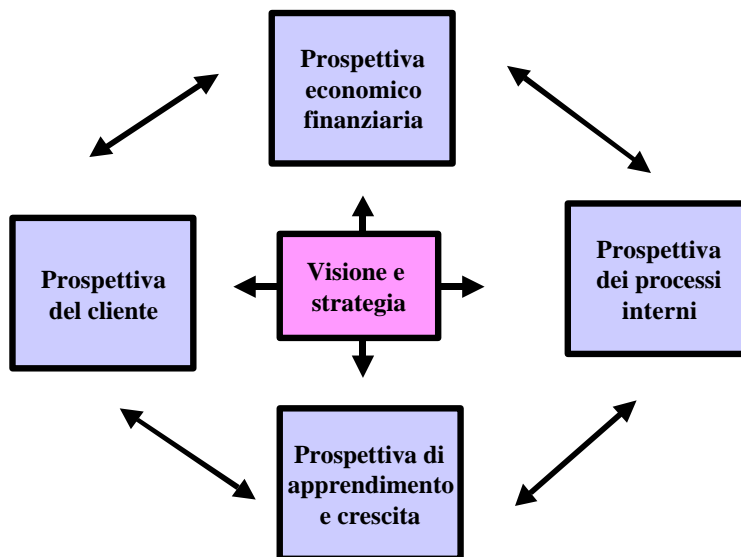 Prospettiva
economico
finanziaria
Prospettiva
del cliente
Visione e
strategia
Prospettiva
dei processi
interni
Prospettiva di
apprendimento
e crescita